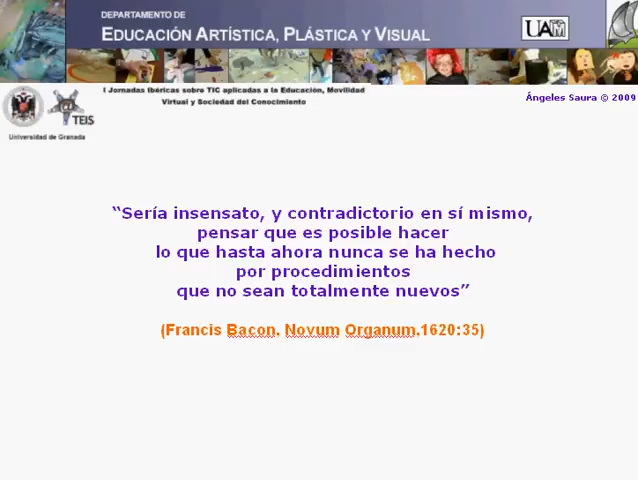 DEPARTAMENTO DE
EDUCACIÓN ARTÍSTICA, PLÁSTICA Y VISUAL
UAM
I Jornadas Ibéricas sobre TIC aplicadas a la Educación, Movilidad
Virtual y Sociedad del Conocimiento
Ángeles Saura © 2009
TEIS
Universidad de Granada
“Sería insensato, y contradictorio en sí mismo,
pensar que es posible hacer
lo que hasta ahora nunca se ha hecho
por procedimientos
que no sean totalmente nuevos”
(Francis Bacon, Novum Organum,1620:35)